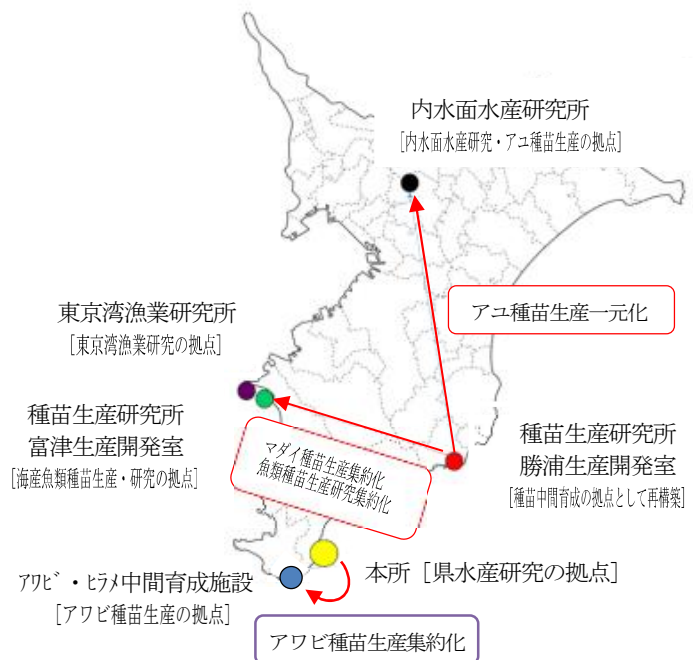 内水面水産研究所
[内水面水産研究・アユ種苗生産の拠点]
アユ種苗生産一元化
東京湾漁業研究所
[東京湾漁業研究の拠点]
種苗生産研究所
富津生産開発室
[海産魚類種苗生産・研究の拠点]
マダイ種苗生産集約化
魚類種苗生産研究集約化
種苗生産研究所
勝浦生産開発室
[種苗中間育成の拠点として再構築]
アワビ・ヒラメ中間育成施設
[アワビ種苗生産の拠点]
本所［県水産研究の拠点］
アワビ種苗生産集約化